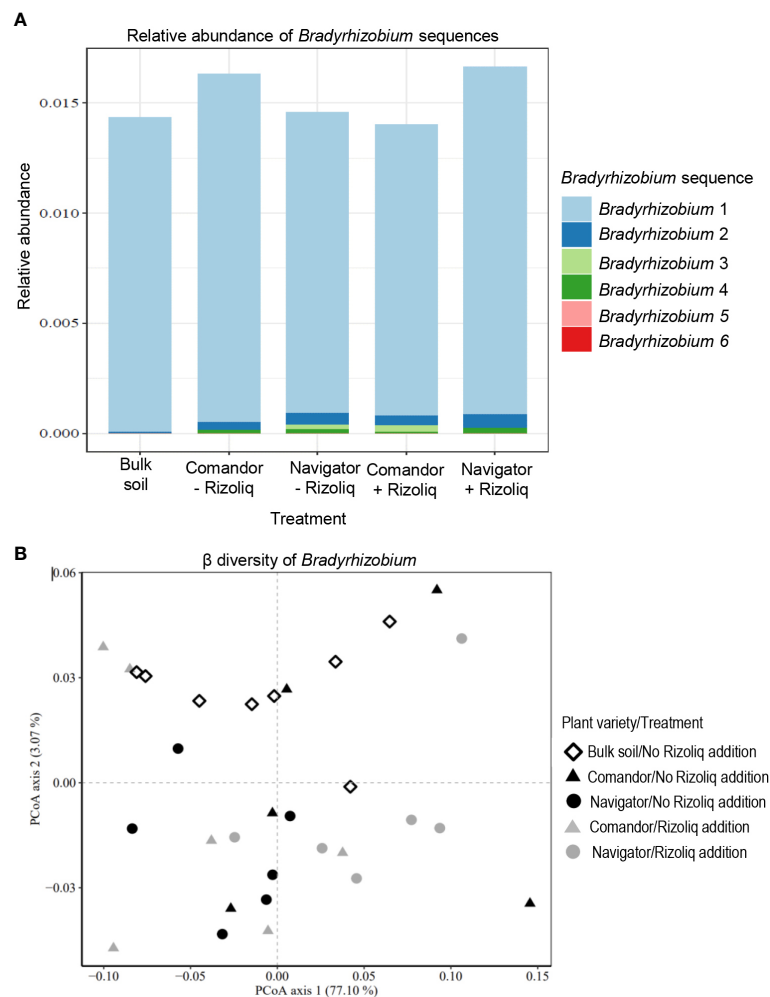 A
Relative abundance of Bradyrhizobium sequences
Relative abundance
0.015
0.010
0.005
0.000
Bulk soil
Comandor - Rizoliq
Navigator - Rizoliq
Comandor + Rizoliq
Navigator + Rizoliq
Treatment
Bradyrhizobium sequence
Bradyrhizobium 1
Bradyrhizobium 2
Bradyrhizobium 3
Bradyrhizobium 4
Bradyrhizobium 5
Bradyrhizobium 6
B
β diversity of Bradyrhizobium
PCoA axis 2 (3.07 %)
0.06
0.03
0.00
−0.03
−0.10
−0.05
0.00
0.05
0.10
0.15
PCoA axis 1 (77.10 %)
Plant variety/Treatment
Bulk soil/No Rizoliq addition
Comandor/No Rizoliq addition
Navigator/No Rizoliq addition
Comandor/Rizoliq addition
Navigator/Rizoliq addition